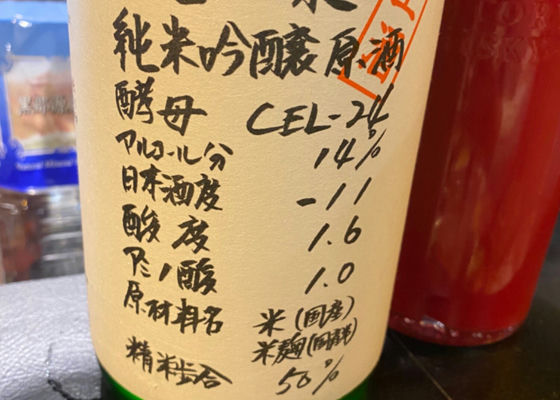 純米吟醸原酒
酵母 CEL-24
アルコール分 14%
日本酒度 -11
酸度 1.6
アミノ酸 1.0
原材料名 米(国産)
米麹(国産米)
精米歩合 50%